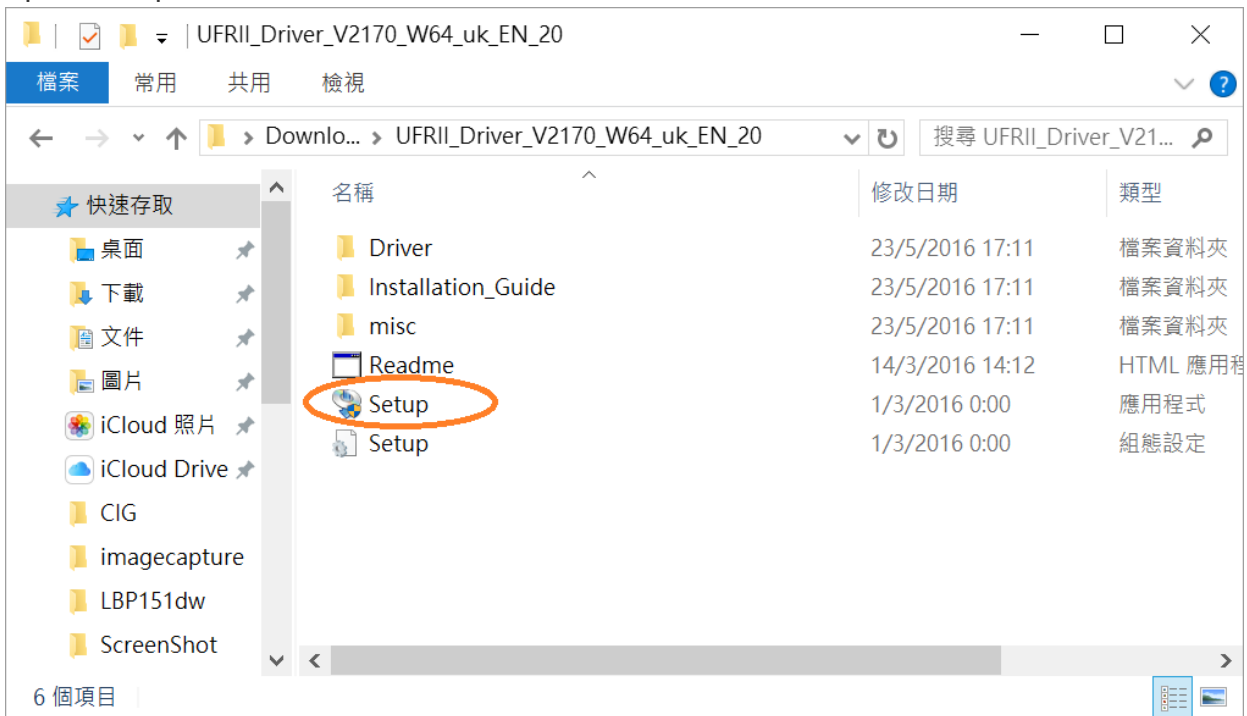 UFRII_Driver_V2170_W64_uk_EN_20
檔案 常用 共用 檢視
Downlo... > UFRII_Driver_V2170_W64_uk_EN_20 搜尋 UFRII_Driver_V21...
名稱 修改日期 類型
快速存取
桌面
下載
文件
圖片
iCloud 照片
iCloud Drive
CIG
imagecapture
LBP151dw
ScreenShot
Driver 23/5/2016 17:11 檔案資料夾
Installation_Guide 23/5/2016 17:11 檔案資料夾
misc 23/5/2016 17:11 檔案資料夾
Readme 14/3/2016 14:12 HTML 應用程
Setup 1/3/2016 0:00 應用程式
Setup 1/3/2016 0:00 組態設定
6 個項目